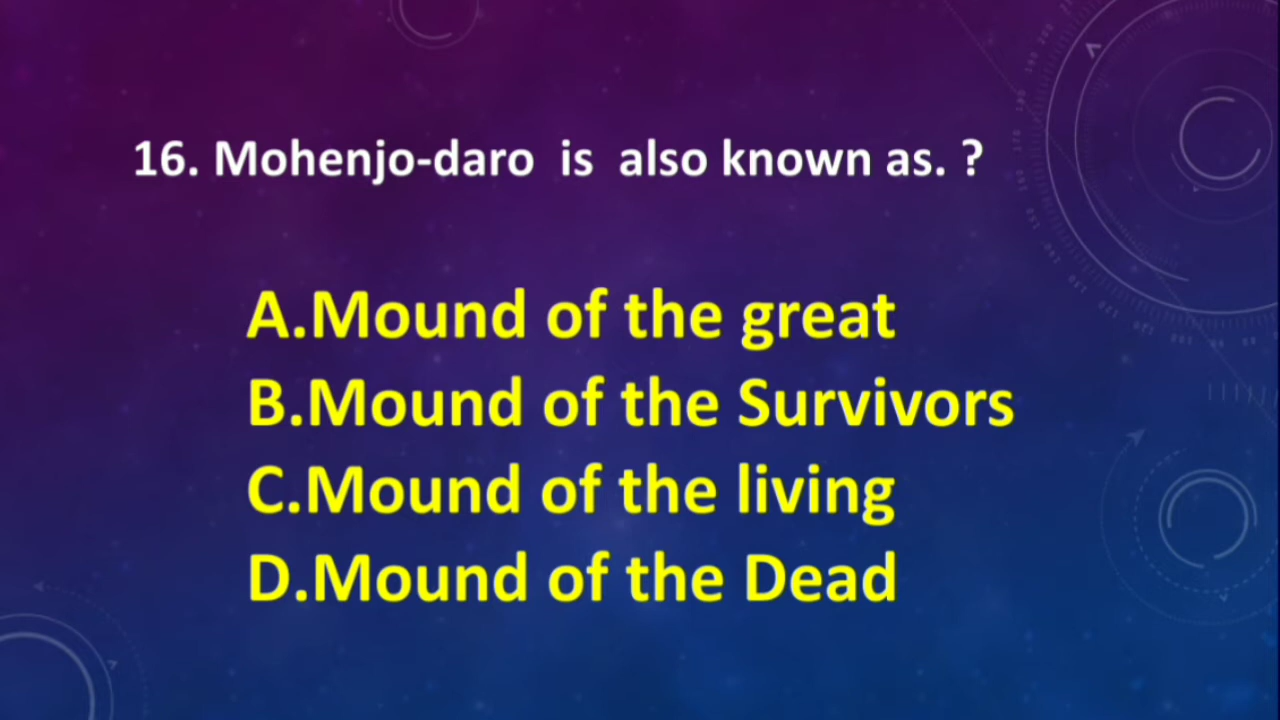 16. Mohenjo-daro is also known as. ?
A.Mound of the great
B.Mound of the Survivors
C.Mound of the living
D.Mound of the Dead